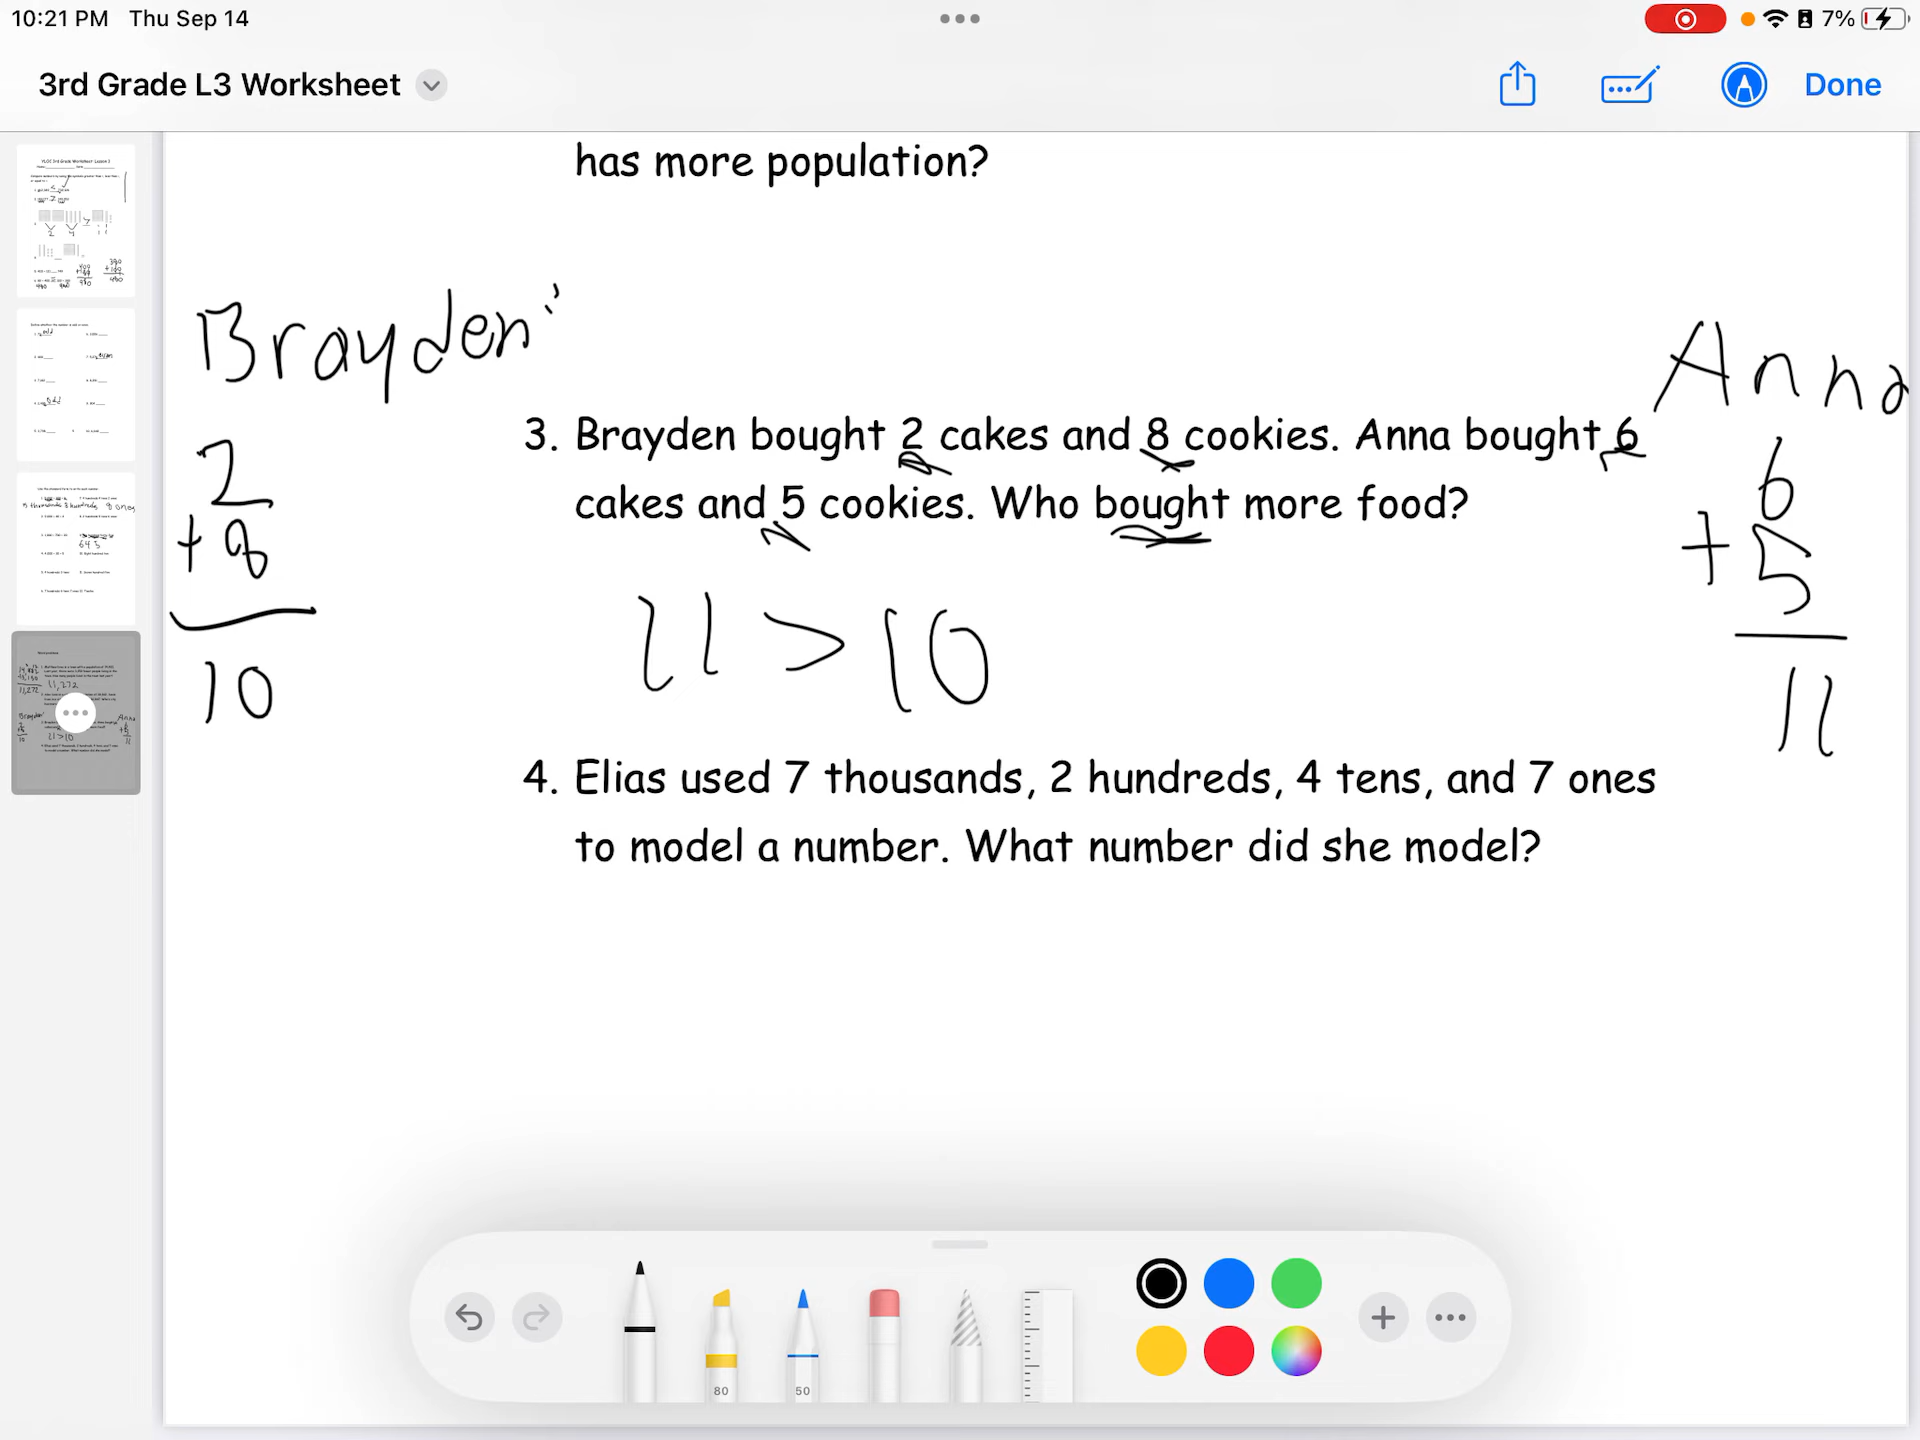 10:21 PM Thu Sep 14
7%
3rd Grade L3 Worksheet
Done
has more population?
Brayden
Anna
3. Brayden bought 2 cakes and 8 cookies. Anna bought 6
cakes and 5 cookies. Who bought more food?
2
+ 8
10
11 > 10
6
+ 5
11
4. Elias used 7 thousands, 2 hundreds, 4 tens, and 7 ones
to model a number. What number did she model?
80
50